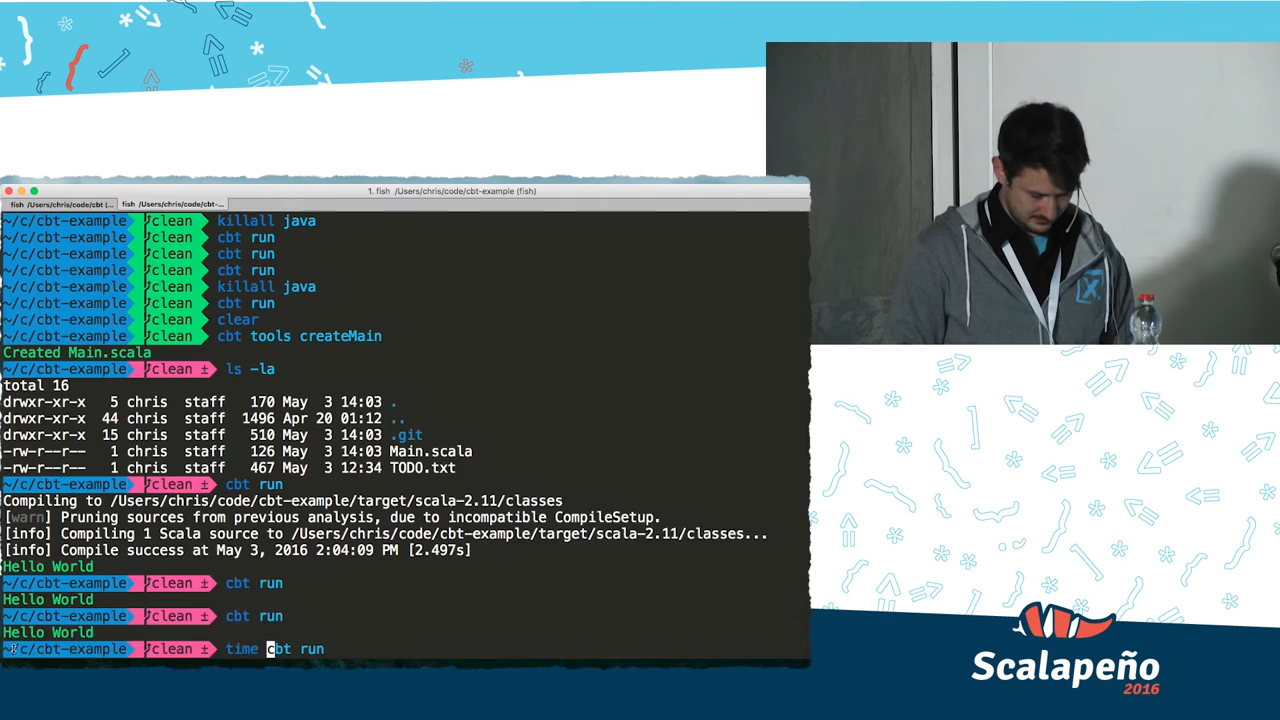 1. fish /Users/chris/code/cbt-example (fish)
fish /Users/chris/code/cbt (... fish /Users/chris/code/cbt-...
~/c/cbt-example clean killall java
~/c/cbt-example clean cbt run
~/c/cbt-example clean cbt run
~/c/cbt-example clean cbt run
~/c/cbt-example clean killall java
~/c/cbt-example clean cbt run
~/c/cbt-example clean clear
~/c/cbt-example clean cbt tools createMain
Created Main.scala
~/c/cbt-example clean ± ls -la
total 16
drwxr-xr-x 5 chris staff 170 May 3 14:03 .
drwxr-xr-x 44 chris staff 1496 Apr 20 01:12 ..
drwxr-xr-x 15 chris staff 510 May 3 14:03 .git
-rw-r--r-- 1 chris staff 126 May 3 14:03 Main.scala
-rw-r--r-- 1 chris staff 467 May 3 12:34 TODO.txt
~/c/cbt-example clean ± cbt run
Compiling to /Users/chris/code/cbt-example/target/scala-2.11/classes
[warn] Pruning sources from previous analysis, due to incompatible CompileSetup.
[info] Compiling 1 Scala source to /Users/chris/code/cbt-example/target/scala-2.11/classes...
[info] Compile success at May 3, 2016 2:04:09 PM [2.497s]
Hello World
~/c/cbt-example clean ± cbt run
Hello World
~/c/cbt-example clean ± cbt run
Hello World
~/c/cbt-example clean ± time cbt run
Scalapeño
2016